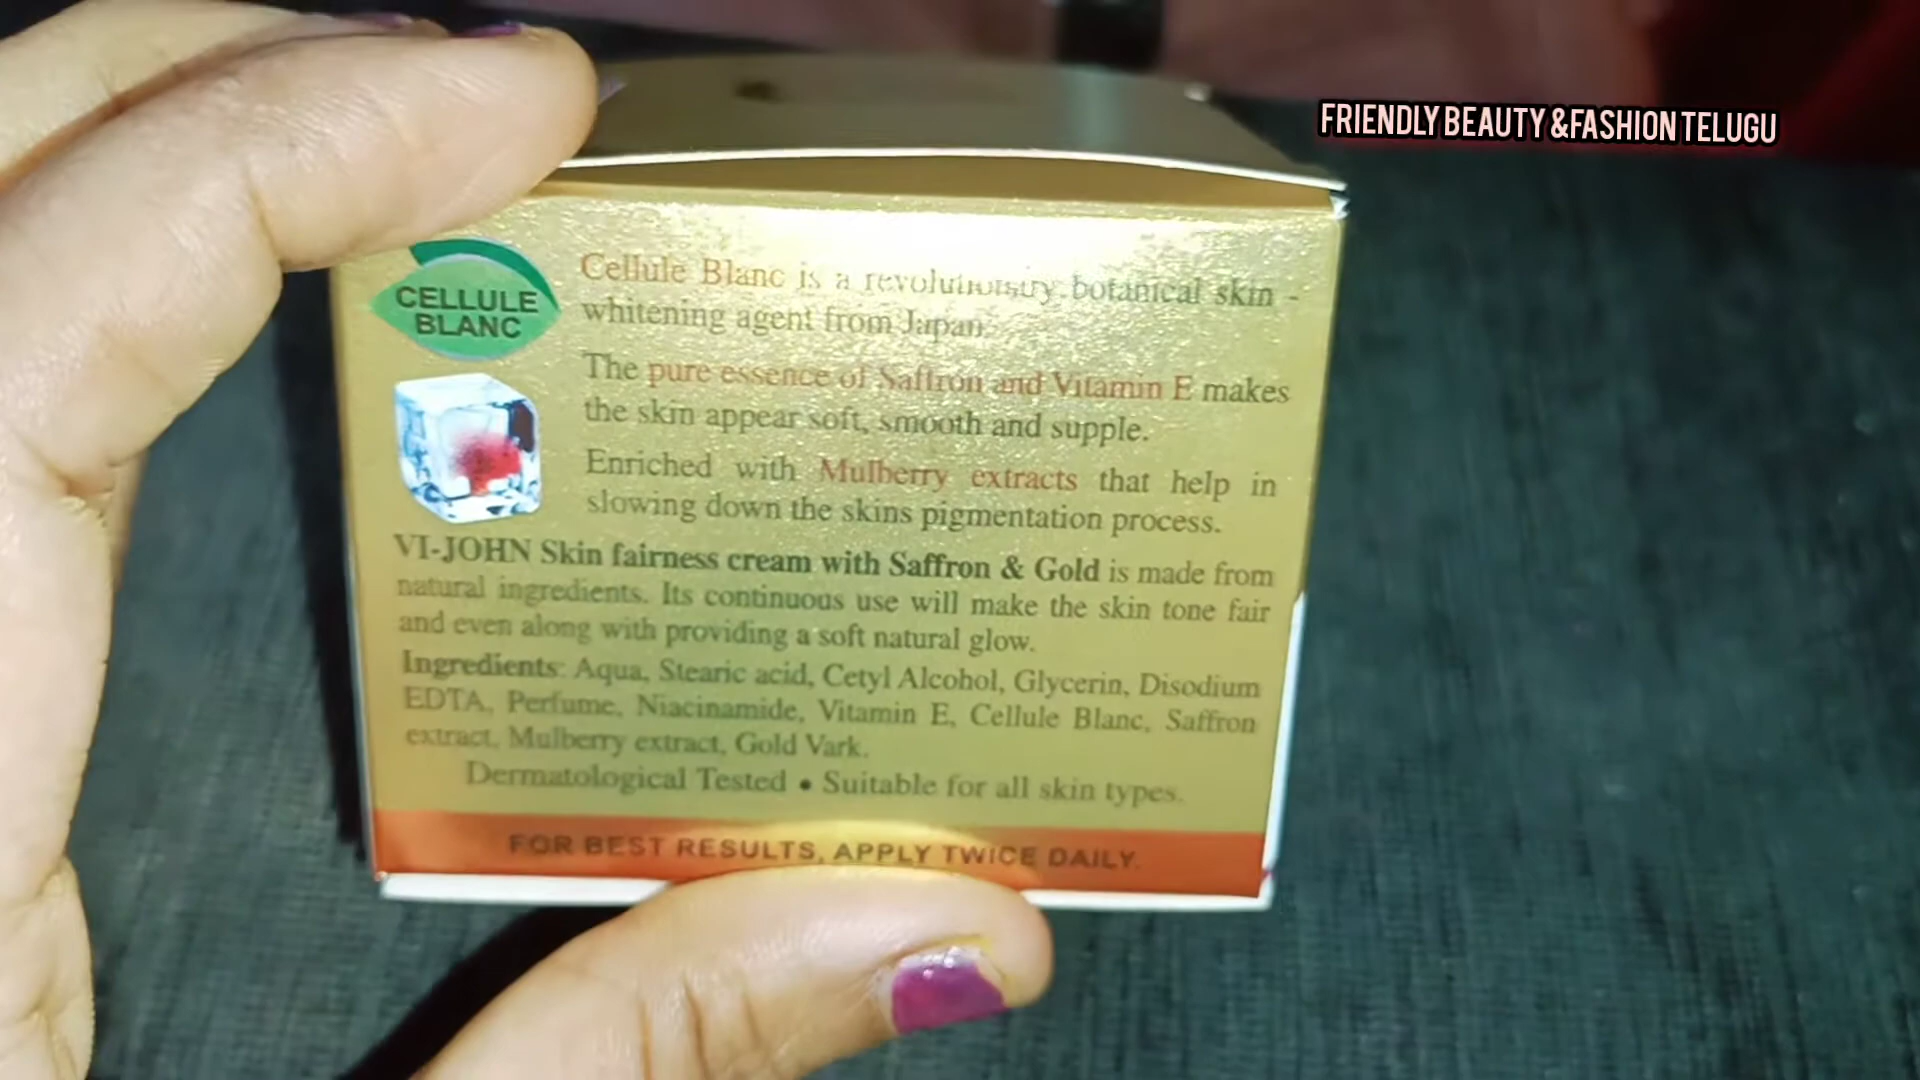 FRIENDLY BEAUTY &FASHION TELUGU
CELLULE
BLANC
Cellule Blanc is a revolutionary botanical skin -
whitening agent from Japan.
The pure essence of Saffron and Vitamin E makes
the skin appear soft, smooth and supple.
Enriched with Mulberry extracts that help in
slowing down the skins pigmentation process.
VI-JOHN Skin fairness cream with Saffron & Gold is made from
natural ingredients. Its continuous use will make the skin tone fair
and even along with providing a soft natural glow.
Ingredients: Aqua, Stearic acid, Cetyl Alcohol, Glycerin, Disodium
EDTA, Perfume, Niacinamide, Vitamin E, Cellule Blanc, Saffron
extract, Mulberry extract, Gold Vark.
Dermatological Tested • Suitable for all skin types.
FOR BEST RESULTS, APPLY TWICE DAILY.